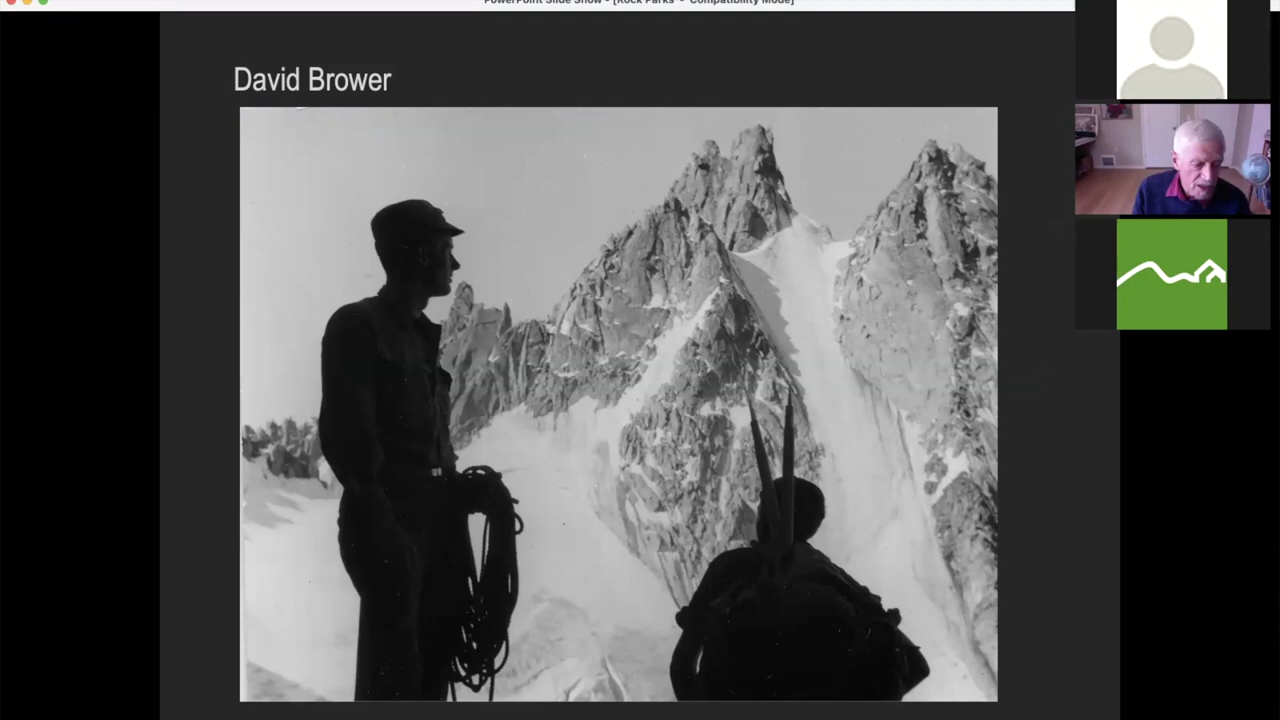 PowerPoint Slide Show - [Rock Parks - Compatibility Mode]
David Brower